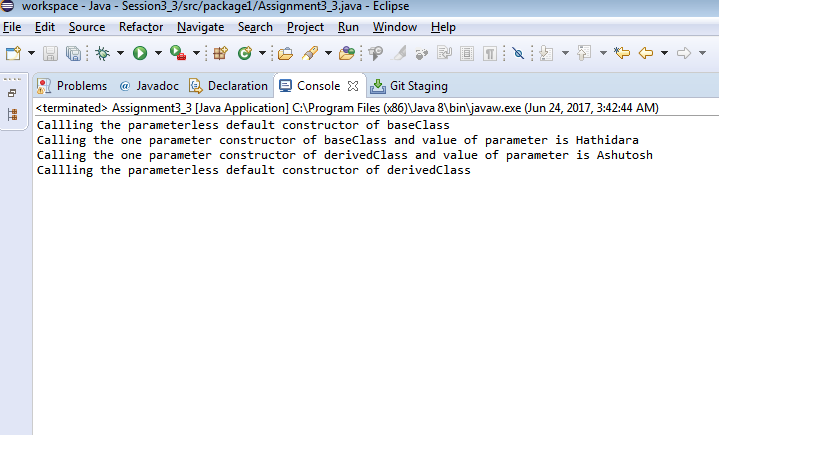 workspace - Java - Session3_3/src/package1/Assignment3_3.java - Eclipse
File Edit Source Refactor Navigate Search Project Run Window Help
Problems @ Javadoc Declaration Console Git Staging
<terminated> Assignment3_3 [Java Application] C:\Program Files (x86)\Java 8\bin\javaw.exe (Jun 24, 2017, 3:42:44 AM)
Callling the parameterless default constructor of baseClass
Calling the one parameter constructor of baseClass and value of parameter is Hathidara
Calling the one parameter constructor of derivedClass and value of parameter is Ashutosh
Callling the parameterless default constructor of derivedClass